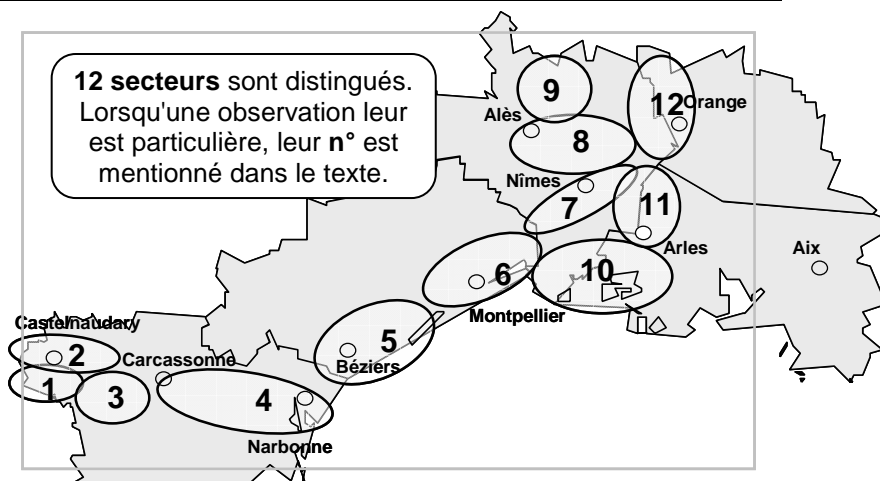 12 secteurs sont distingués.
Lorsqu'une observation leur
est particulière, leur n° est
mentionné dans le texte.
9
12
Orange
Alès
8
Nîmes
7
11
Arles
Aix
6
10
Montpellier
Castelnaudary
2
Carcassonne
5
Béziers
1
3
4
Narbonne